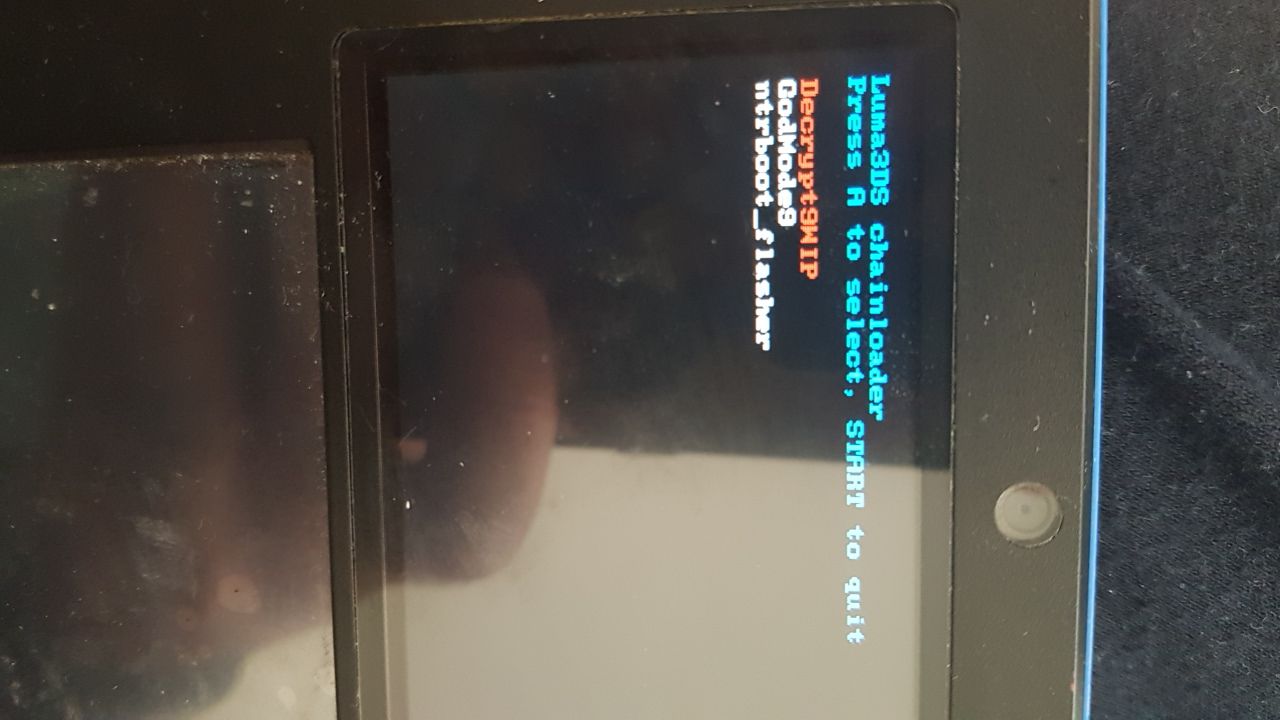 Luma3DS chainloader
Press A to select, START to quit
Decrypt9WIP
GodMode9
ntrboot_flasher